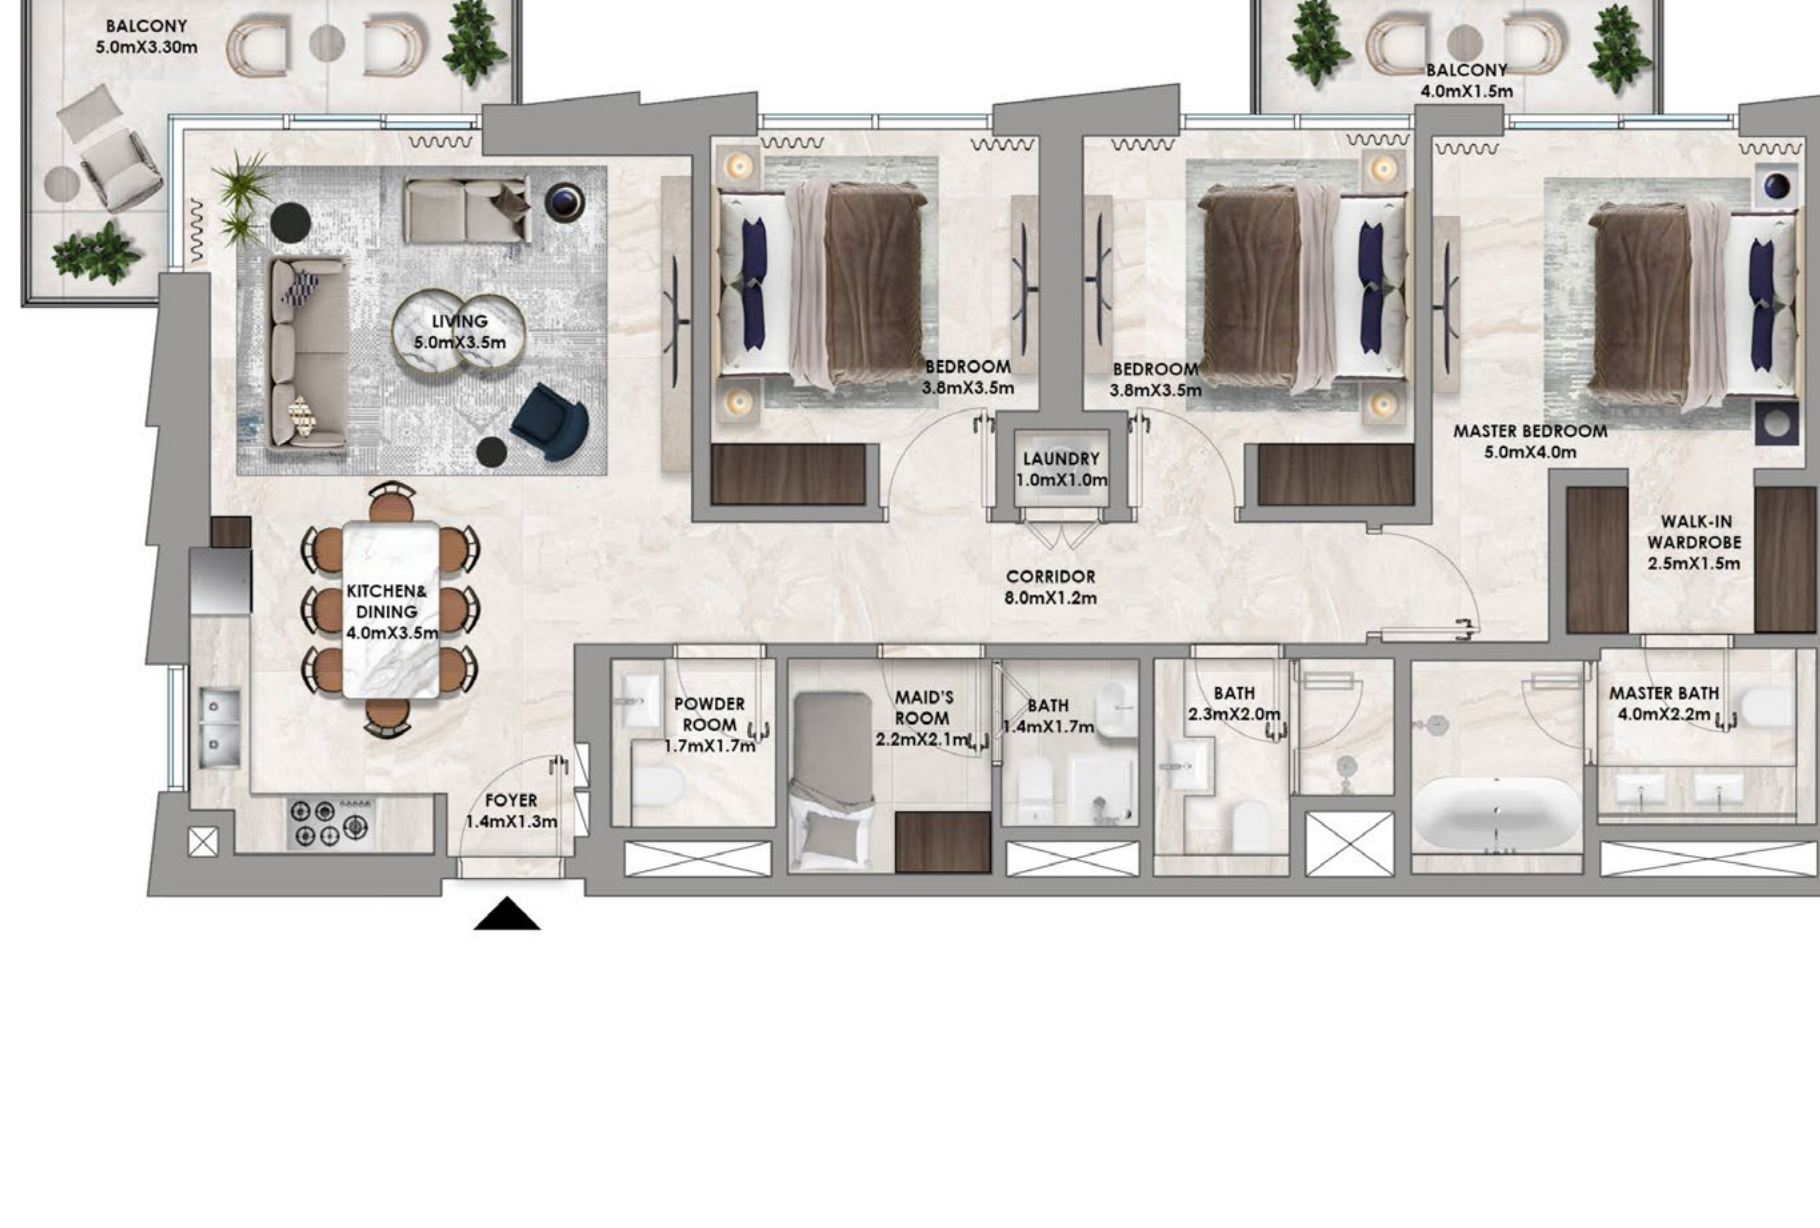 BALCONY
5.0mX3.30m
BALCONY
4.0mX1.5m
LIVING
5.0mX3.5m
BEDROOM
3.8mX3.5m
BEDROOM
3.8mX3.5m
MASTER BEDROOM
5.0mX4.0m
LAUNDRY
1.0mX1.0m
WALK-IN
WARDROBE
2.5mX1.5m
KITCHEN&
DINING
4.0mX3.5m
CORRIDOR
8.0mX1.2m
POWDER
ROOM
1.7mX1.7m
MAID'S
ROOM
2.2mX2.1m
BATH
1.4mX1.7m
BATH
2.3mX2.0m
MASTER BATH
4.0mX2.2m
FOYER
1.4mX1.3m